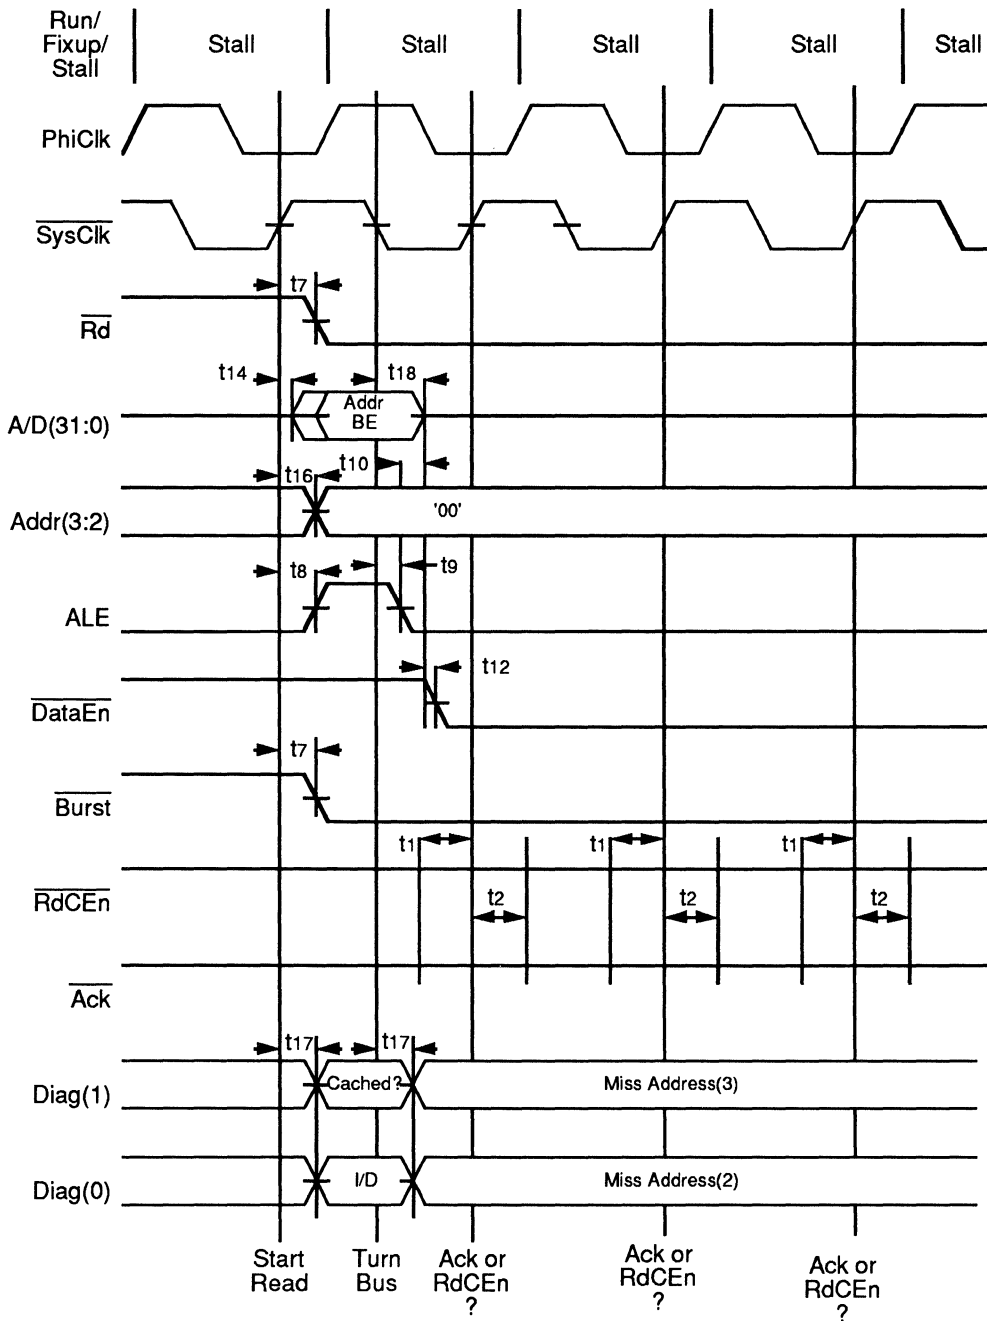 Run/
Fixup/
Stall
Stall
Stall
Stall
Stall
Stall
PhiClk
SysClk
t7
Rd
t14
t18
Addr
BE
A/D(31:0)
t16
t10
'00'
Addr(3:2)
t8
t9
ALE
t12
DataEn
t7
Burst
t1
t1
t1
RdCEn
t2
t2
t2
Ack
t17
t17
Cached?
Miss Address(3)
Diag(1)
I/D
Miss Address(2)
Diag(0)
Start
Read
Turn
Bus
Ack or
RdCEn
?
Ack or
RdCEn
?
Ack or
RdCEn
?